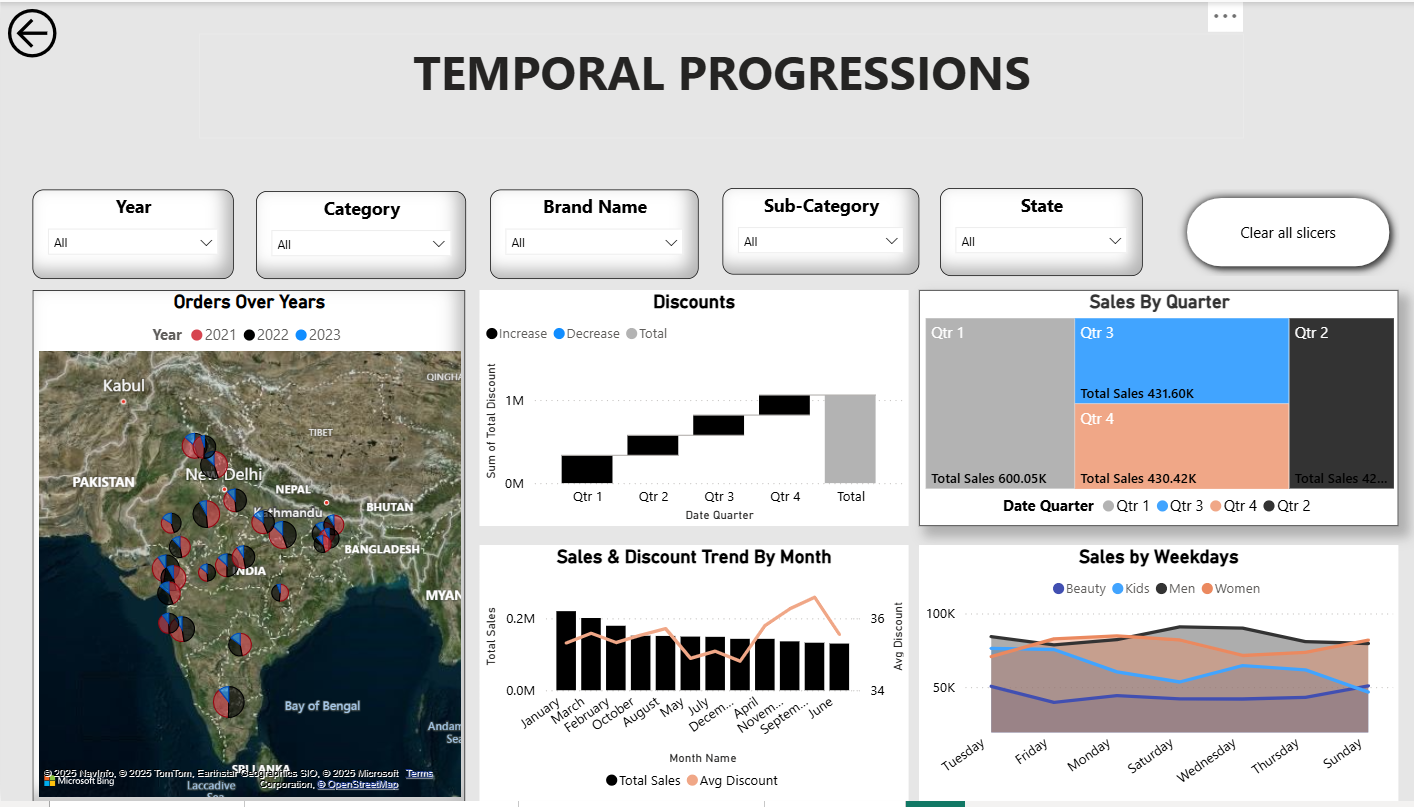 TEMPORAL PROGRESSIONS
Year
All
Category
All
Brand Name
All
Sub-Category
All
State
All
Clear all slicers
Orders Over Years
Year 2021 2022 2023
Kabul
QINGHA
TIBET
New Delhi
PAKISTAN
NEPAL
Kathmandu
BHUTAN
BANGLADESH
NDIA
MYAN
Bay of Bengal
Andam
Sea
SRI LANKA
Laccadive
Sea
© 2025 NavInfo, © 2025 TomTom, Earthstar Geographics SIO, © 2025 Microsoft Corporation, © OpenStreetMap Terms
Microsoft Bing
Discounts
Increase Decrease Total
Sum of Total Discount
1M
0M
Qtr 1 Qtr 2 Qtr 3 Qtr 4 Total
Date Quarter
Sales By Quarter
Qtr 1
Total Sales 600.05K
Qtr 3
Total Sales 431.60K
Qtr 4
Total Sales 430.42K
Qtr 2
Total Sales 42...
Date Quarter Qtr 1 Qtr 3 Qtr 4 Qtr 2
Sales & Discount Trend By Month
Total Sales
0.2M
0.0M
36
34
Avg Discount
January March February October August May July Decem... April Novem... Septem... June
Month Name
Total Sales Avg Discount
Sales by Weekdays
Beauty Kids Men Women
100K
50K
Tuesday Friday Monday Saturday Wednesday Thursday Sunday